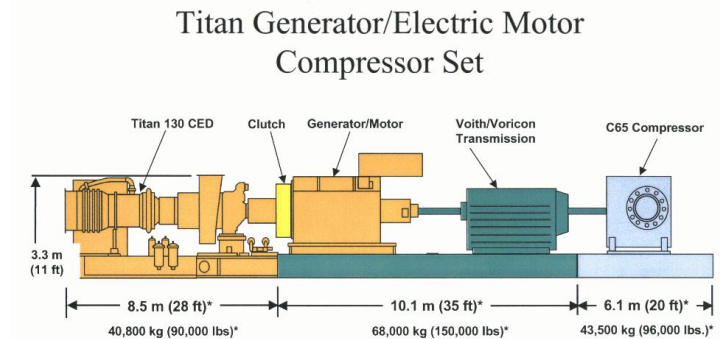 Titan Generator/Electric Motor
Compressor Set
Titan 130 CED
Clutch
Generator/Motor
Voith/Voricon
Transmission
C65 Compressor
3.3 m
(11 ft)
8.5 m (28 ft)*
10.1 m (35 ft)*
6.1 m (20 ft)*
40,800 kg (90,000 lbs)*
68,000 kg (150,000 lbs)*
43,500 kg (96,000 lbs.)*